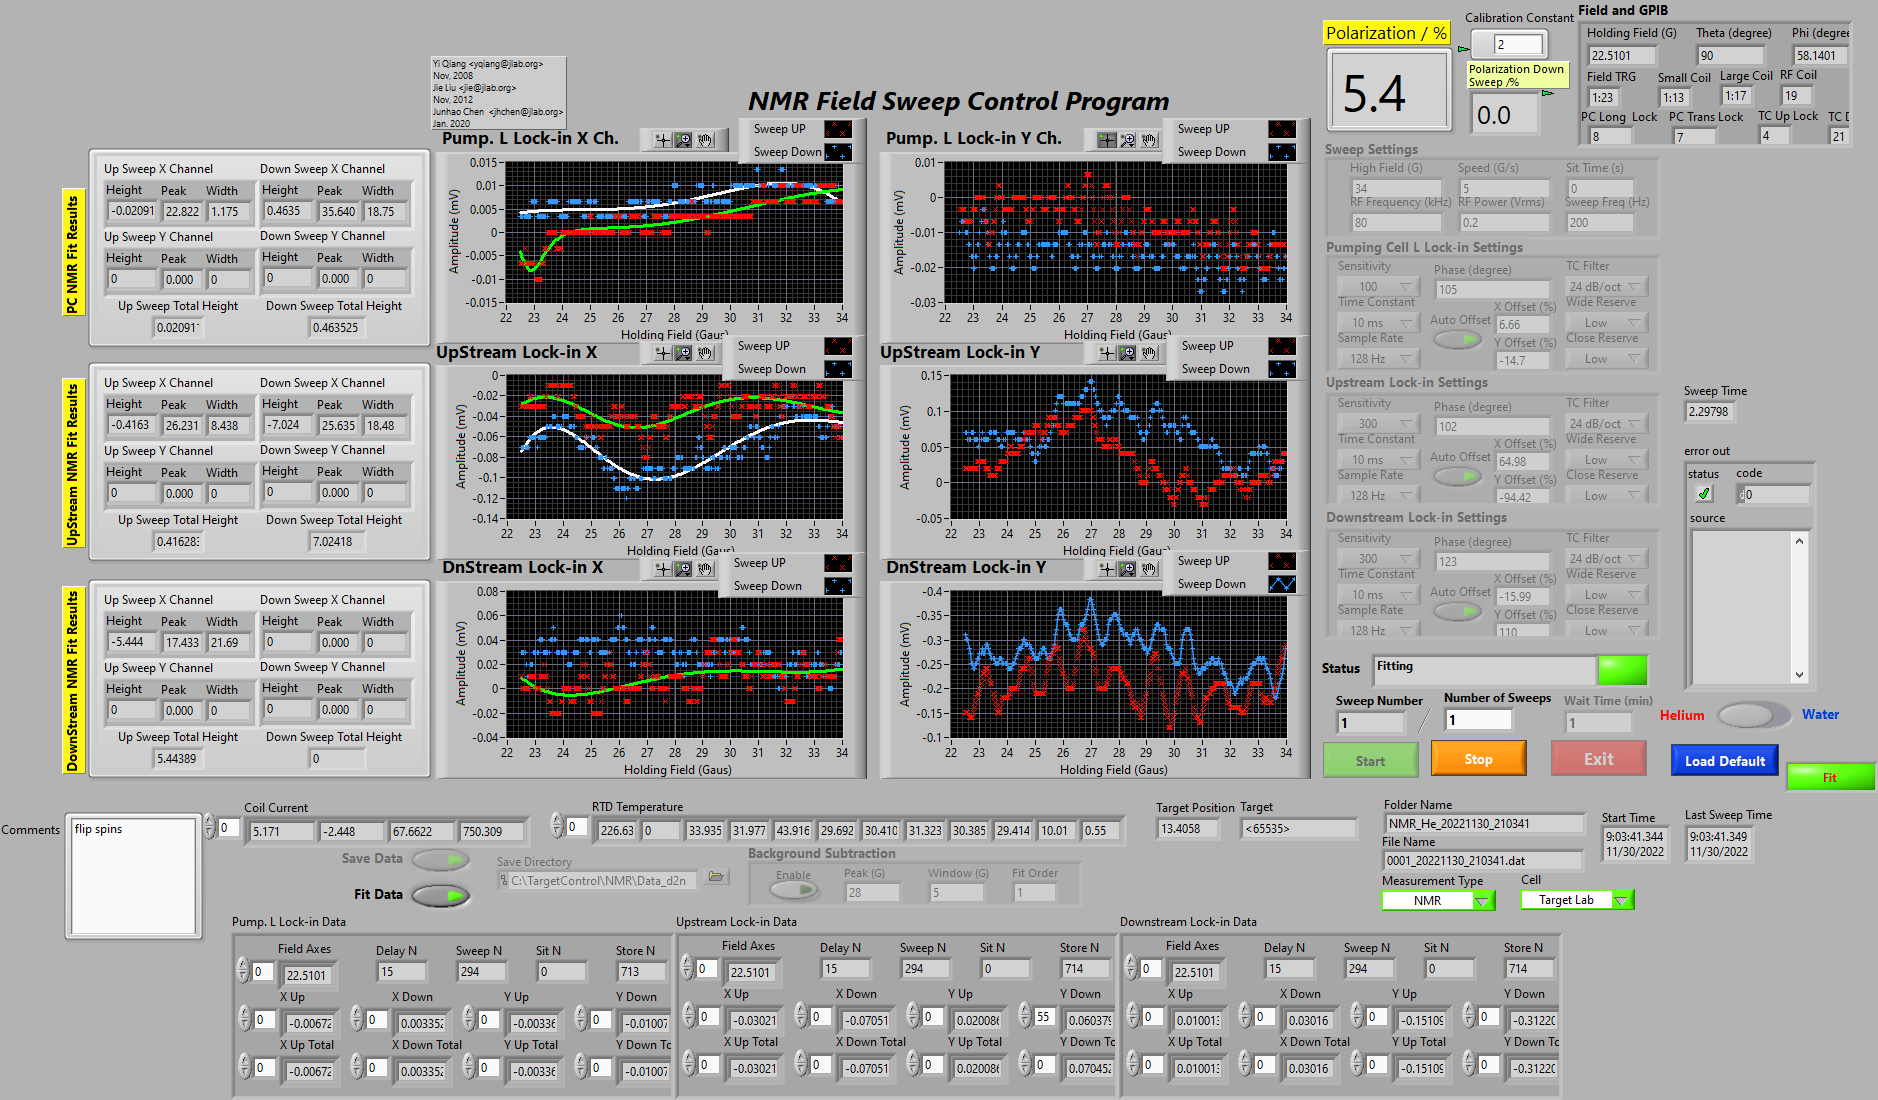 NMR Field Sweep Control Program
Yi Qiang <yqiang@jlab.org>
Nov, 2008
Jie Liu <jie@jlab.org>
Nov, 2012
Junhao Chen <jhchen@jlab.org>
Jan. 2020
Polarization / %
5.4
Calibration Constant
2
Polarization Down
Sweep /%
0.0
Field and GPIB
Holding Field (G) Theta (degree) Phi (degree
22.5101 90 58.1401
Field TRG Small Coil Large Coil RF Coil
1:23 1:13 1:17 19
PC Long Lock PC Trans Lock TC Up Lock TC D
8 7 4 21
PC NMR Fit Results
Up Sweep X Channel Down Sweep X Channel
Height Peak Width Height Peak Width
-0.02091 22.822 1.175 0.4635 35.640 18.75
Up Sweep Y Channel Down Sweep Y Channel
Height Peak Width Height Peak Width
0 0.000 0 0 0.000 0
Up Sweep Total Height Down Sweep Total Height
0.02091 0.463525
Pump. L Lock-in X Ch.
Sweep UP
Sweep Down
Amplitude (mV)
0.015
0.01
0.005
0
-0.005
-0.01
-0.015
22 23 24 25 26 27 28 29 30 31 32 33 34
Holding Field (Gaus)
Pump. L Lock-in Y Ch.
Sweep UP
Sweep Down
Amplitude (mV)
0.01
0
-0.01
-0.02
-0.03
22 23 24 25 26 27 28 29 30 31 32 33 34
Holding Field (Gaus)
UpStream NMR Fit Results
Up Sweep X Channel Down Sweep X Channel
Height Peak Width Height Peak Width
-0.4163 26.231 8.438 -7.024 25.635 18.48
Up Sweep Y Channel Down Sweep Y Channel
Height Peak Width Height Peak Width
0 0.000 0 0 0.000 0
Up Sweep Total Height Down Sweep Total Height
0.41628 7.02418
UpStream Lock-in X
Sweep UP
Sweep Down
Amplitude (mV)
0
-0.02
-0.04
-0.06
-0.08
-0.1
-0.12
-0.14
22 23 24 25 26 27 28 29 30 31 32 33 34
Holding Field (Gaus)
UpStream Lock-in Y
Sweep UP
Sweep Down
Amplitude (mV)
0.15
0.1
0.05
0
-0.05
22 23 24 25 26 27 28 29 30 31 32 33 34
Holding Field (Gaus)
DownStream NMR Fit Results
Up Sweep X Channel Down Sweep X Channel
Height Peak Width Height Peak Width
-5.444 17.433 21.69 0 0.000 0
Up Sweep Y Channel Down Sweep Y Channel
Height Peak Width Height Peak Width
0 0.000 0 0 0.000 0
Up Sweep Total Height Down Sweep Total Height
5.44389 0
DnStream Lock-in X
Sweep UP
Sweep Down
Amplitude (mV)
0.08
0.06
0.04
0.02
0
-0.02
-0.04
22 23 24 25 26 27 28 29 30 31 32 33 34
Holding Field (Gaus)
DnStream Lock-in Y
Sweep UP
Sweep Down
Amplitude (mV)
-0.4
-0.35
-0.3
-0.25
-0.2
-0.15
-0.1
22 23 24 25 26 27 28 29 30 31 32 33 34
Holding Field (Gaus)
Sweep Settings
High Field (G) Speed (G/s) Sit Time (s)
34 5 0
RF Frequency (kHz) RF Power (Vrms) Sweep Freq (Hz)
80 0.2 200
Pumping Cell L Lock-in Settings
Sensitivity Phase (degree) TC Filter
100 105 24 dB/oct
Time Constant X Offset (%) Wide Reserve
10 ms Auto Offset 6.66 Low
Sample Rate Y Offset (%) Close Reserve
128 Hz -14.7 Low
Upstream Lock-in Settings
Sensitivity Phase (degree) TC Filter
300 102 24 dB/oct
Time Constant X Offset (%) Wide Reserve
10 ms Auto Offset 64.98 Low
Sample Rate Y Offset (%) Close Reserve
128 Hz -94.42 Low
Downstream Lock-in Settings
Sensitivity Phase (degree) TC Filter
300 123 24 dB/oct
Time Constant X Offset (%) Wide Reserve
10 ms Auto Offset -15.99 Low
Sample Rate Y Offset (%) Close Reserve
128 Hz 110 Low
Sweep Time
2.29798
error out
status code
0
source
Status Fitting
Sweep Number Number of Sweeps Wait Time (min)
1 / 1 1
Helium Water
Start Stop Exit Load Default Fit
Comments
flip spins
Coil Current
0 5.171 -2.448 67.6622 750.309
RTD Temperature
0 226.63 0 33.935 31.977 43.916 29.692 30.410 31.323 30.385 29.414 10.01 0.55
Target Position Target
13.4058 <65535>
Folder Name
NMR_He_20221130_210341
File Name
0001_20221130_210341.dat
Start Time Last Sweep Time
9:03:41.344 9:03:41.349
11/30/2022 11/30/2022
Measurement Type Cell
NMR Target Lab
Save Data
Fit Data
Save Directory
C:\TargetControl\NMR\Data_d2n
Background Subtraction
Enable Peak (G) Window (G) Fit Order
28 5 1
Pump. L Lock-in Data
Field Axes Delay N Sweep N Sit N Store N
0 22.5101 15 294 0 713
X Up X Down Y Up Y Down
0 -0.00672 0 0.003352 0 -0.00336 0 -0.01007
X Up Total X Down Total Y Up Total Y Down To
0 -0.00672 0 0.003352 0 -0.00336 0 -0.01007
Upstream Lock-in Data
Field Axes Delay N Sweep N Sit N Store N
0 22.5101 15 294 0 714
X Up X Down Y Up Y Down
0 -0.03021 0 -0.07051 0 0.020086 55 0.060379
X Up Total X Down Total Y Up Total Y Down To
0 -0.03021 0 -0.07051 0 0.020086 0 0.070452
Downstream Lock-in Data
Field Axes Delay N Sweep N Sit N Store N
0 22.5101 15 294 0 714
X Up X Down Y Up Y Down
0 0.010013 0 0.03016 0 -0.15109 0 -0.31220
X Up Total X Down Total Y Up Total Y Down To
0 0.010013 0 0.03016 0 -0.15109 0 -0.31220